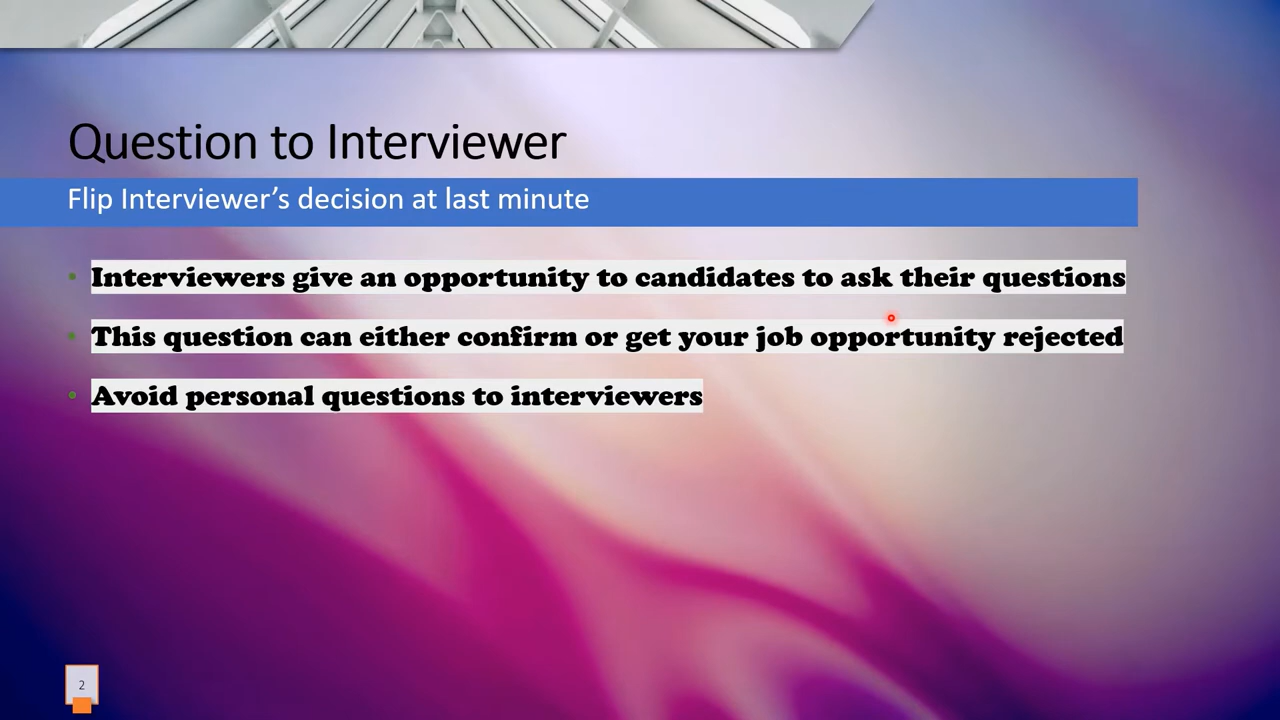 Question to Interviewer
Flip Interviewer’s decision at last minute
Interviewers give an opportunity to candidates to ask their questions
This question can either confirm or get your job opportunity rejected
Avoid personal questions to interviewers
2